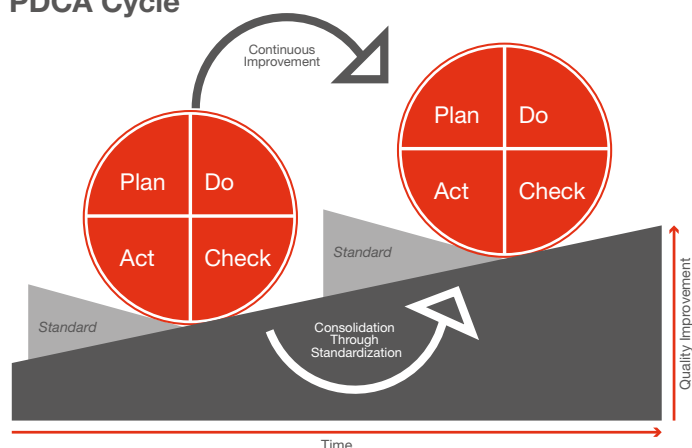 PDCA Cycle
Continuous
Improvement
Plan
Do
Act
Check
Plan
Do
Act
Check
Standard
Standard
Consolidation
Through
Standardization
Quality Improvement
Time